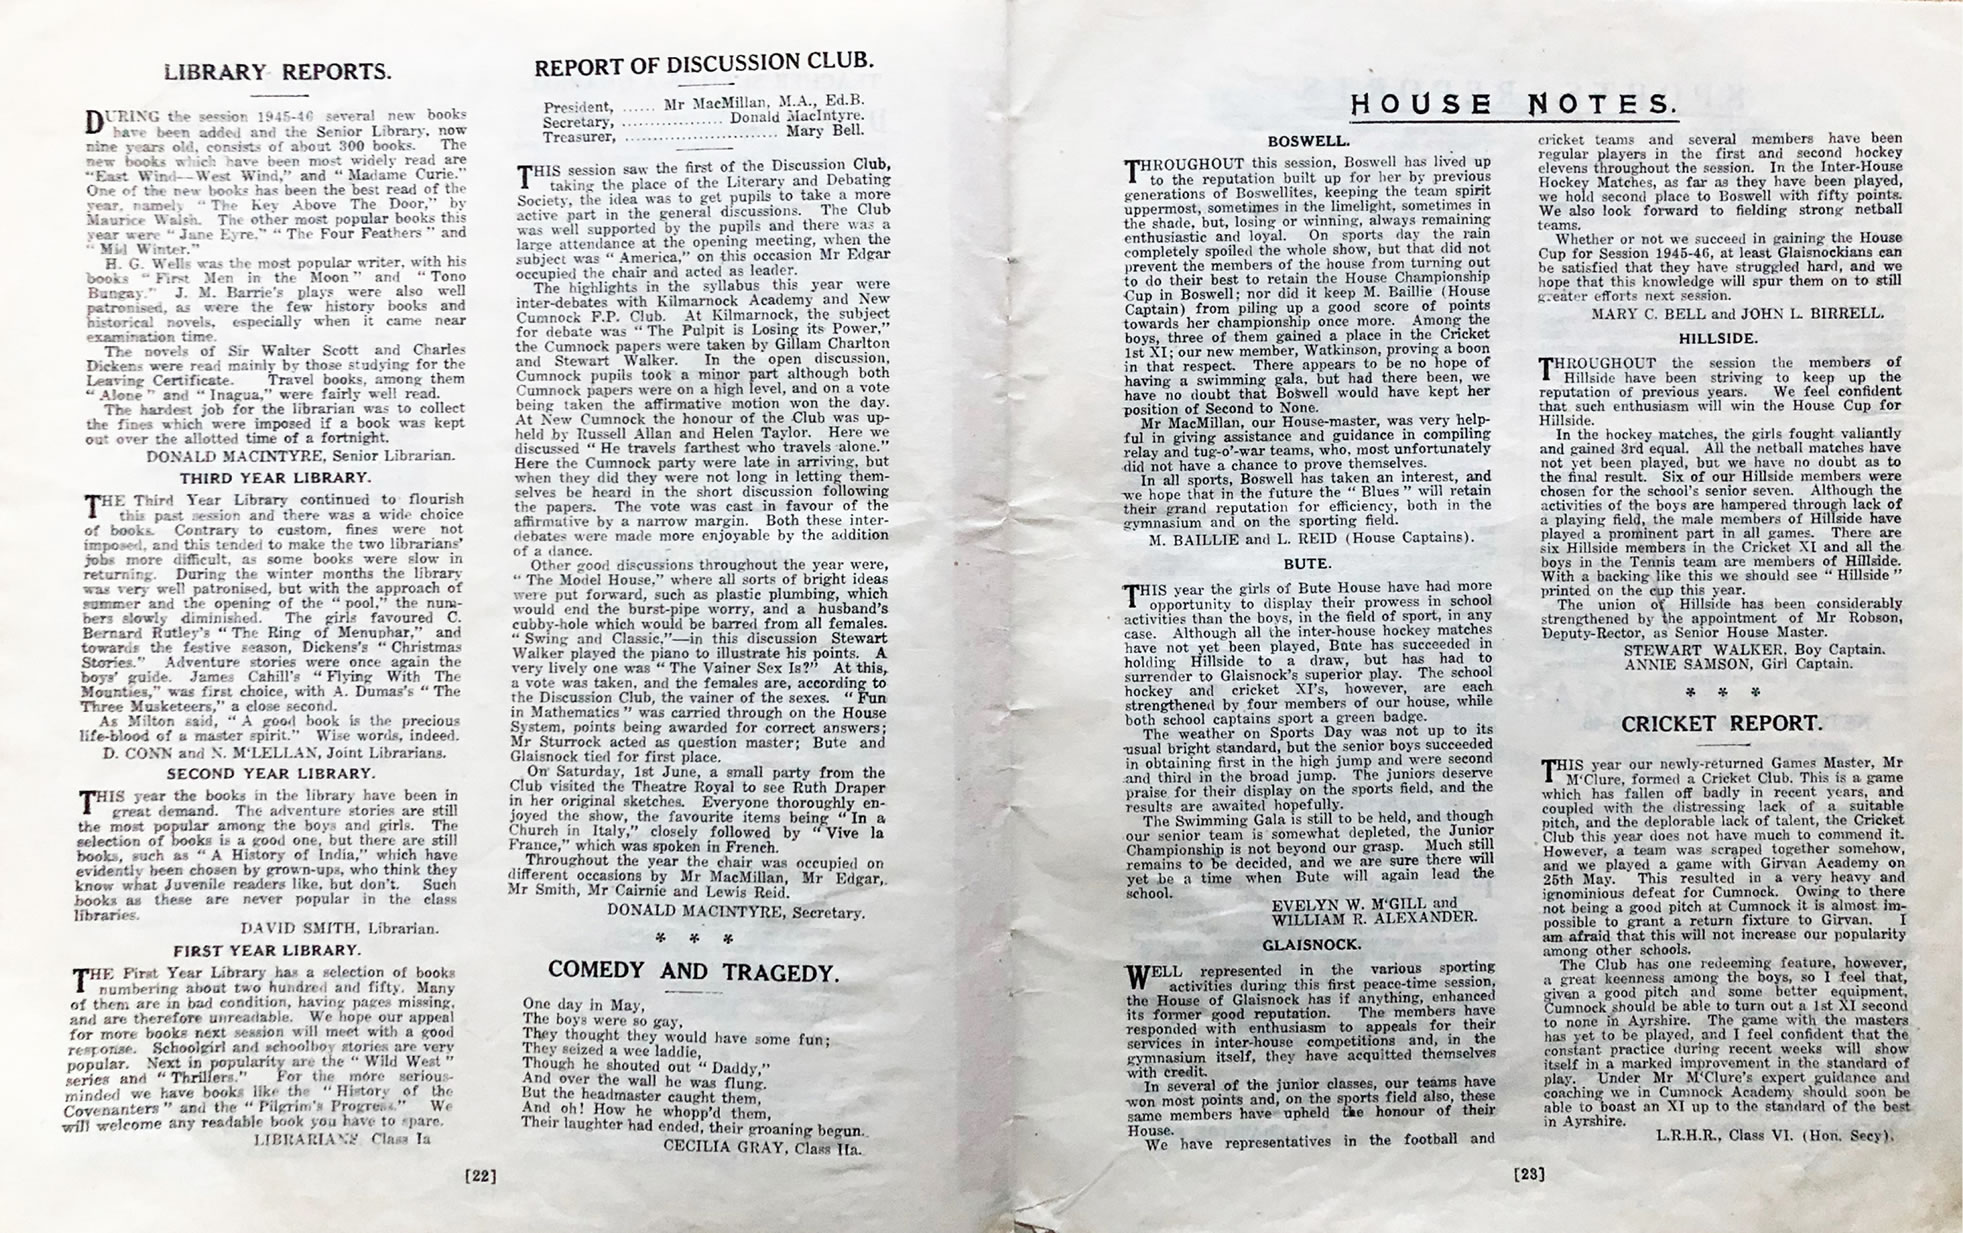 LIBRARY REPORTS.
DURING the session 1945-46 several new books
have been added and the Senior Library, now
nine years old, consists of about 300 books. The
new books which have been most widely read are
"East Wind--West Wind," and "Madame Curie."
One of the new books has been the best read of the
year, namely "The Key Above The Door," by
Maurice Walsh. The other most popular books this
year were "Jane Eyre," "The Four Feathers" and
"Mid Winter."
H. G. Wells was the most popular writer, with his
books "First Men in the Moon" and "Tono
Bungay." J. M. Barrie's plays were also well
patronised, as were the few history books and
historical novels, especially when it came near
examination time.
The novels of Sir Walter Scott and Charles
Dickens were read mainly by those studying for the
Leaving Certificate. Travel books, among them
"Alone" and "Inagua," were fairly well read.
The hardest job for the librarian was to collect
the fines which were imposed if a book was kept
out over the allotted time of a fortnight.
DONALD MACINTYRE, Senior Librarian.
THIRD YEAR LIBRARY.
THE Third Year Library continued to flourish
this past session and there was a wide choice
of books. Contrary to custom, fines were not
imposed, and this tended to make the two librarians'
jobs more difficult, as some books were slow in
returning. During the winter months the library
was very well patronised, but with the approach of
summer and the opening of the "pool," the num-
bers slowly diminished. The girls favoured C.
Bernard Rutley's "The Ring of Menuphar," and
towards the festive season, Dickens's "Christmas
Stories." Adventure stories were once again the
boys' guide. James Cahill's "Flying With The
Mounties," was first choice, with A. Dumas's "The
Three Musketeers," a close second.
As Milton said, "A good book is the precious
life-blood of a master spirit." Wise words, indeed.
D. CONN and N. M'LELLAN, Joint Librarians.
SECOND YEAR LIBRARY.
THIS year the books in the library have been in
great demand. The adventure stories are still
the most popular among the boys and girls. The
selection of books is a good one, but there are still
books, such as "A History of India," which have
evidently been chosen by grown-ups, who think they
know what Juvenile readers like, but don't. Such
books as these are never popular in the class
libraries.
DAVID SMITH, Librarian.
FIRST YEAR LIBRARY.
THE First Year Library has a selection of books
numbering about two hundred and fifty. Many
of them are in bad condition, having pages missing,
and are therefore unreadable. We hope our appeal
for more books next session will meet with a good
response. Schoolgirl and schoolboy stories are very
popular. Next in popularity are the "Wild West"
series and "Thrillers." For the more serious-
minded we have books like the "History of the
Covenanters" and the "Pilgrim's Progress." We
will welcome any readable book you have to spare.
LIBRARIANS, Class Ia
REPORT OF DISCUSSION CLUB.
President, ...... Mr MacMillan, M.A., Ed.B.
Secretary, .................. Donald MacIntyre.
Treasurer, ........................... Mary Bell.
THIS session saw the first of the Discussion Club,
taking the place of the Literary and Debating
Society, the idea was to get pupils to take a more
active part in the general discussions. The Club
was well supported by the pupils and there was a
large attendance at the opening meeting, when the
subject was "America," on this occasion Mr Edgar
occupied the chair and acted as leader.
The highlights in the syllabus this year were
inter-debates with Kilmarnock Academy and New
Cumnock F.P. Club. At Kilmarnock, the subject
for debate was "The Pulpit is Losing its Power,"
the Cumnock papers were taken by Gillam Charlton
and Stewart Walker. In the open discussion,
Cumnock pupils took a minor part although both
Cumnock papers were on a high level, and on a vote
being taken the affirmative motion won the day.
At New Cumnock the honour of the Club was up-
held by Russell Allan and Helen Taylor. Here we
discussed "He travels farthest who travels alone."
Here the Cumnock party were late in arriving, but
when they did they were not long in letting them-
selves be heard in the short discussion following
the papers. The vote was cast in favour of the
affirmative by a narrow margin. Both these inter-
debates were made more enjoyable by the addition
of a dance.
Other good discussions throughout the year were,
"The Model House," where all sorts of bright ideas
were put forward, such as plastic plumbing, which
would end the burst-pipe worry, and a husband's
cubby-hole which would be barred from all females.
"Swing and Classic,"—in this discussion Stewart
Walker played the piano to illustrate his points. A
very lively one was "The Vainer Sex Is?" At this,
a vote was taken, and the females are, according to
the Discussion Club, the vainer of the sexes. "Fun
in Mathematics" was carried through on the House
System, points being awarded for correct answers;
Mr Sturrock acted as question master; Bute and
Glaisnock tied for first place.
On Saturday, 1st June, a small party from the
Club visited the Theatre Royal to see Ruth Draper
in her original sketches. Everyone thoroughly en-
joyed the show, the favourite items being "In a
Church in Italy," closely followed by "Vive la
France," which was spoken in French.
Throughout the year the chair was occupied on
different occasions by Mr MacMillan, Mr Edgar,
Mr Smith, Mr Cairnie and Lewis Reid.
DONALD MACINTYRE, Secretary.
* * *
COMEDY AND TRAGEDY.
One day in May,
The boys were so gay,
They thought they would have some fun;
They seized a wee laddie,
Though he shouted out "Daddy,"
And over the wall he was flung.
But the headmaster caught them,
And oh! How he whopp'd them,
Their laughter had ended, their groaning begun.
CECILIA GRAY, Class IIa.
[22]
HOUSE NOTES.
BOSWELL.
THROUGHOUT this session, Boswell has lived up
to the reputation built up for her by previous
generations of Boswellites, keeping the team spirit
uppermost, sometimes in the limelight, sometimes in
the shade, but, losing or winning, always remaining
enthusiastic and loyal. On sports day the rain
completely spoiled the whole show, but that did not
prevent the members of the house from turning out
to do their best to retain the House Championship
Cup in Boswell; nor did it keep M. Baillie (House
Captain) from piling up a good score of points
towards her championship once more. Among the
boys, three of them gained a place in the Cricket
1st XI; our new member, Watkinson, proving a boon
in that respect. There appears to be no hope of
having a swimming gala, but had there been, we
have no doubt that Boswell would have kept her
position of Second to None.
Mr MacMillan, our House-master, was very help-
ful in giving assistance and guidance in compiling
relay and tug-o'-war teams, who, most unfortunately
did not have a chance to prove themselves.
In all sports, Boswell has taken an interest, and
we hope that in the future the "Blues" will retain
their grand reputation for efficiency, both in the
gymnasium and on the sporting field.
M. BAILLIE and L. REID (House Captains).
BUTE.
THIS year the girls of Bute House have had more
opportunity to display their prowess in school
activities than the boys, in the field of sport, in any
case. Although all the inter-house hockey matches
have not yet been played, Bute has succeeded in
holding Hillside to a draw, but has had to
surrender to Glaisnock's superior play. The school
hockey and cricket XI's, however, are each
strengthened by four members of our house, while
both school captains sport a green badge.
The weather on Sports Day was not up to its
usual bright standard, but the senior boys succeeded
in obtaining first in the high jump and were second
and third in the broad jump. The juniors deserve
praise for their display on the sports field, and the
results are awaited hopefully.
The Swimming Gala is still to be held, and though
our senior team is somewhat depleted, the Junior
Championship is not beyond our grasp. Much still
remains to be decided, and we are sure there will
yet be a time when Bute will again lead the
school.
EVELYN W. M'GILL and
WILLIAM R. ALEXANDER.
GLAISNOCK.
WELL represented in the various sporting
activities during this first peace-time session,
the House of Glaisnock has if anything, enhanced
its former good reputation. The members have
responded with enthusiasm to appeals for their
services in inter-house competitions and, in the
gymnasium itself, they have acquitted themselves
with credit.
In several of the junior classes, our teams have
won most points and, on the sports field also, these
same members have upheld the honour of their
House.
We have representatives in the football and
cricket teams and several members have been
regular players in the first and second hockey
elevens throughout the session. In the Inter-House
Hockey Matches, as far as they have been played,
we hold second place to Boswell with fifty points.
We also look forward to fielding strong netball
teams.
Whether or not we succeed in gaining the House
Cup for Session 1945-46, at least Glaisnockians can
be satisfied that they have struggled hard, and we
hope that this knowledge will spur them on to still
greater efforts next session.
MARY C. BELL and JOHN L. BIRRELL.
HILLSIDE.
THROUGHOUT the session the members of
Hillside have been striving to keep up the
reputation of previous years. We feel confident
that such enthusiasm will win the House Cup for
Hillside.
In the hockey matches, the girls fought valiantly
and gained 3rd equal. All the netball matches have
not yet been played, but we have no doubt as to
the final result. Six of our Hillside members were
chosen for the school's senior seven. Although the
activities of the boys are hampered through lack of
a playing field, the male members of Hillside have
played a prominent part in all games. There are
six Hillside members in the Cricket XI and all the
boys in the Tennis team are members of Hillside.
With a backing like this we should see "Hillside"
printed on the cup this year.
The union of Hillside has been considerably
strengthened by the appointment of Mr Robson,
Deputy-Rector, as Senior House Master.
STEWART WALKER, Boy Captain.
ANNIE SAMSON, Girl Captain.
* * *
CRICKET REPORT.
THIS year our newly-returned Games Master, Mr
M'Clure, formed a Cricket Club. This is a game
which has fallen off badly in recent years, and
coupled with the distressing lack of a suitable
pitch, and the deplorable lack of talent, the Cricket
Club this year does not have much to commend it.
However, a team was scraped together somehow,
and we played a game with Girvan Academy on
25th May. This resulted in a very heavy and
ignominious defeat for Cumnock. Owing to there
not being a good pitch at Cumnock it is almost im-
possible to grant a return fixture to Girvan. I
am afraid that this will not increase our popularity
among other schools.
The Club has one redeeming feature, however,
a great keenness among the boys, so I feel that,
given a good pitch and some better equipment,
Cumnock should be able to turn out a 1st XI second
to none in Ayrshire. The game with the masters
has yet to be played, and I feel confident that the
constant practice during recent weeks will show
itself in a marked improvement in the standard of
play. Under Mr M'Clure's expert guidance and
coaching we in Cumnock Academy should soon be
able to boast an XI up to the standard of the best
in Ayrshire.
L.R.H.R., Class VI. (Hon. Secy).
[23]